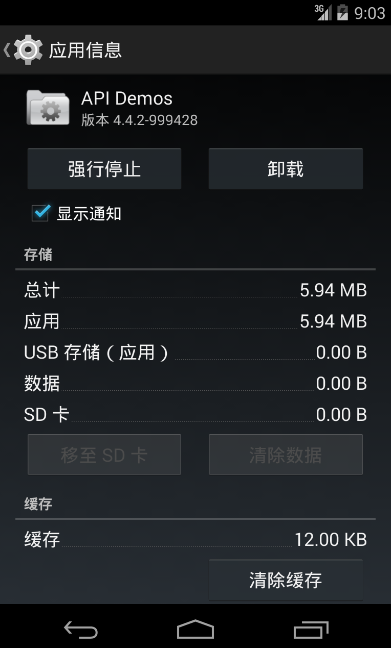 3G 9:03
应用信息
API Demos
版本 4.4.2-999428
强行停止 卸载
显示通知
存储
总计 5.94 MB
应用 5.94 MB
USB 存储（应用） 0.00 B
数据 0.00 B
SD 卡 0.00 B
移至 SD 卡 清除数据
缓存
缓存 12.00 KB
清除缓存